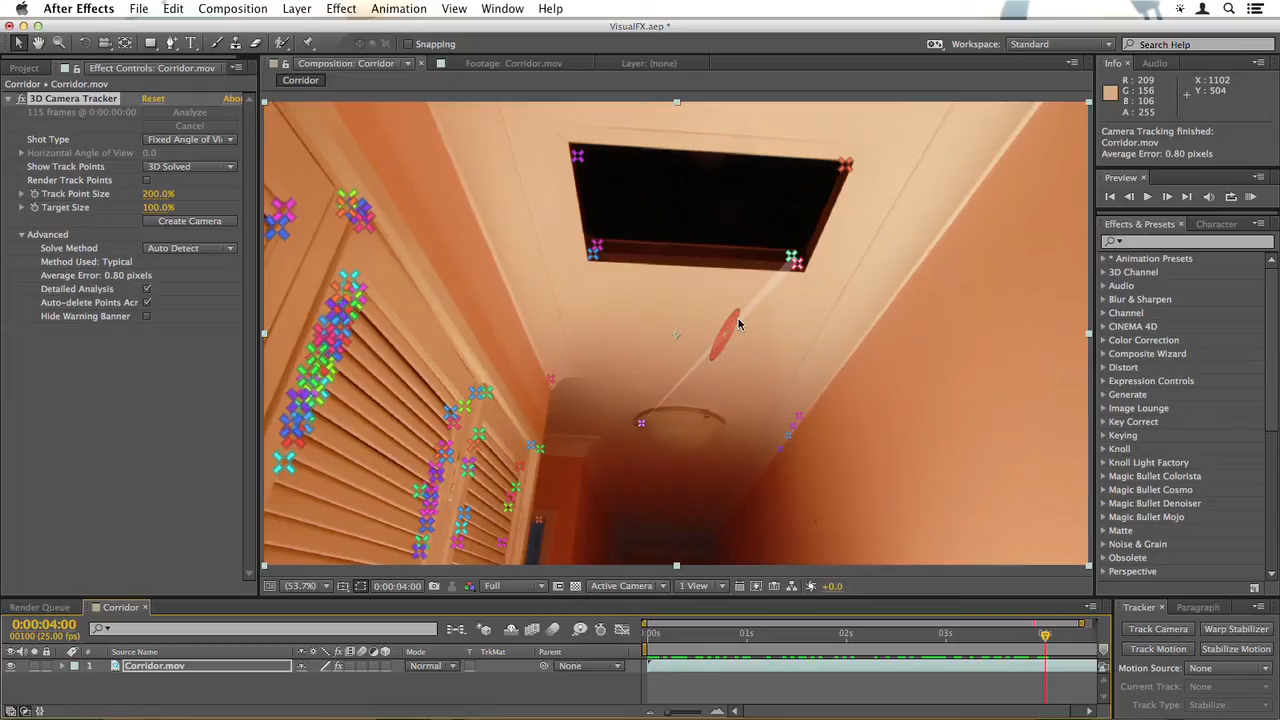 After Effects File Edit Composition Layer Effect Animation View Window Help
VisualFX.aep *
Snapping Workspace: Standard Search Help
Project Effect Controls: Corridor.mov Composition: Corridor Footage: Corridor.mov Layer: (none) Info Audio
Corridor • Corridor.mov Corridor
3D Camera Tracker Reset Abou
115 frames @ 0:00:00:00 Analyze
Cancel
Shot Type Fixed Angle of Vi
Horizontal Angle of View 0.0
Show Track Points 3D Solved
Render Track Points
Track Point Size 200.0%
Target Size 100.0%
Create Camera
Advanced
Solve Method Auto Detect
Method Used: Typical
Average Error: 0.80 pixels
Detailed Analysis
Auto-delete Points Acr
Hide Warning Banner
R: 209 X: 1102
G: 156 Y: 504
B: 106
A: 255
Camera Tracking finished:
Corridor.mov
Average Error: 0.80 pixels
Preview
Effects & Presets Character
* Animation Presets
3D Channel
Audio
Blur & Sharpen
Channel
CINEMA 4D
Color Correction
Composite Wizard
Distort
Expression Controls
Generate
Image Lounge
Key Correct
Keying
Knoll
Knoll Light Factory
Magic Bullet Colorista
Magic Bullet Cosmo
Magic Bullet Denoiser
Magic Bullet Mojo
Matte
Noise & Grain
Obsolete
Perspective
(53.7%) 0:00:04:00 Full Active Camera 1 View +0.0
Render Queue Corridor
0:00:04:00
00100 (25.00 fps)
:00s 01s 02s 03s
# Source Name Mode T TrkMat Parent
1 Corridor.mov Normal None
Tracker Paragraph
Track Camera Warp Stabilizer
Track Motion Stabilize Motion
Motion Source: None
Current Track: None
Track Type: Stabilize